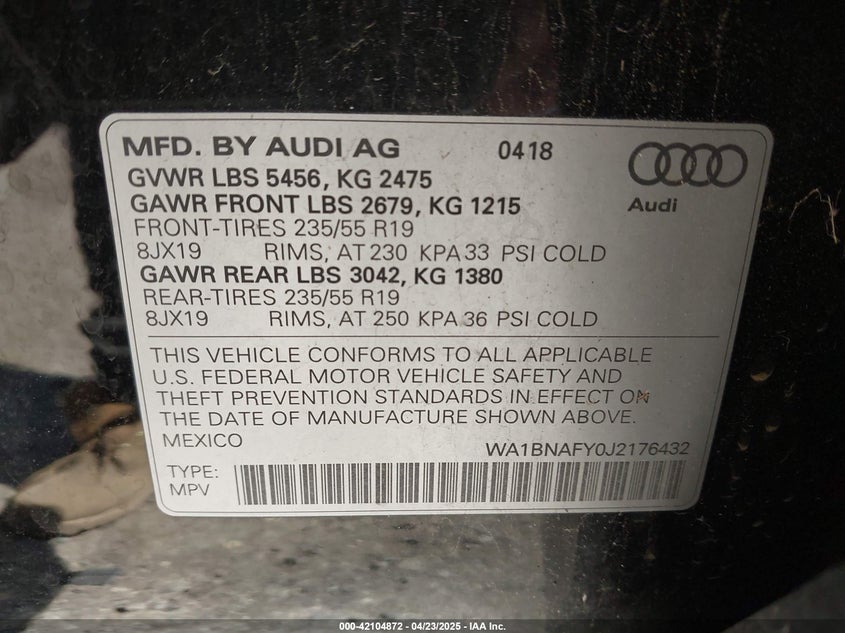 MFD. BY AUDI AG 0418
Audi
GVWR LBS 5456, KG 2475
GAWR FRONT LBS 2679, KG 1215
FRONT-TIRES 235/55 R19
8JX19 RIMS, AT 230 KPA 33 PSI COLD
GAWR REAR LBS 3042, KG 1380
REAR-TIRES 235/55 R19
8JX19 RIMS, AT 250 KPA 36 PSI COLD
THIS VEHICLE CONFORMS TO ALL APPLICABLE
U.S. FEDERAL MOTOR VEHICLE SAFETY AND
THEFT PREVENTION STANDARDS IN EFFECT ON
THE DATE OF MANUFACTURE SHOWN ABOVE.
MEXICO WA1BNAFY0J2176432
TYPE:
MPV
000-42104872 - 04/23/2025 - IAA Inc.